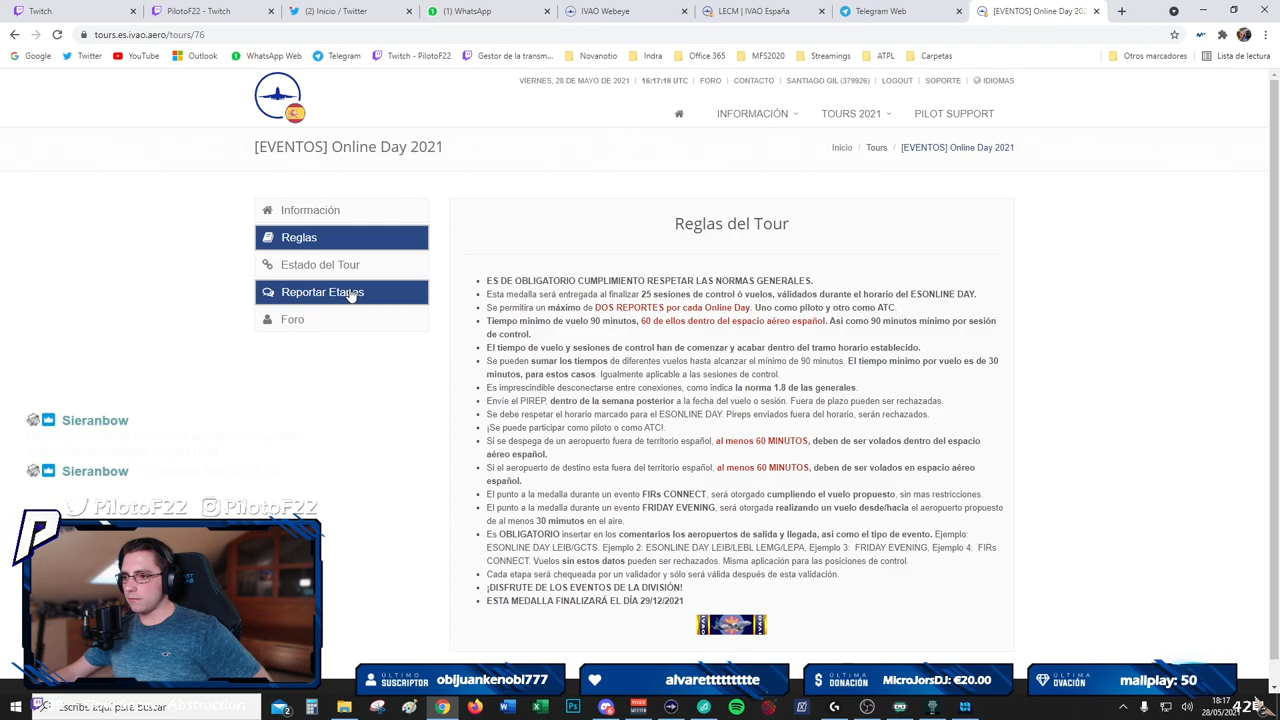 Twitch
Twitch
(1) WhatsApp
IVAO Webeye
LECM | IVAO España
Telegram Web
[EVENTOS] Online Day 202
tours.es.ivao.aero/tours/76
Google
Twitter
YouTube
Outlook
WhatsApp Web
Telegram
Twitch - PilotoF22
Gestor de la transm...
Novanotio
Indra
Office 365
MFS2020
Streamings
ATPL
Carpetas
Otros marcadores
Lista de lectura
VIERNES, 28 DE MAYO DE 2021 | 16:17:16 UTC | FORO | CONTACTO | SANTIAGO GIL (379926) | LOGOUT | SOPORTE | IDIOMAS
INFORMACIÓN
TOURS 2021
PILOT SUPPORT
[EVENTOS] Online Day 2021
Inicio / Tours / [EVENTOS] Online Day 2021
Información
Reglas
Estado del Tour
Reportar Etapas
Foro
Reglas del Tour
ES DE OBLIGATORIO CUMPLIMIENTO RESPETAR LAS NORMAS GENERALES.
Esta medalla será entregada al finalizar 25 sesiones de control ó vuelos, válidados durante el horario del ESONLINE DAY.
Se permitira un máximo de DOS REPORTES por cada Online Day. Uno como piloto y otro como ATC.
Tiempo minimo de vuelo 90 minutos, 60 de ellos dentro del espacio aéreo español. Asi como 90 minutos mínimo por sesión
de control.
El tiempo de vuelo y sesiones de control han de comenzar y acabar dentro del tramo horario establecido.
Se pueden sumar los tiempos de diferentes vuelos hasta alcanzar el mínimo de 90 minutos. El tiempo mínimo por vuelo es de 30
minutos, para estos casos. Igualmente aplicable a las sesiones de control.
Es imprescíndible desconectarse entre conexiones, como indica la norma 1.8 de las generales.
Envíe el PIREP, dentro de la semana posterior a la fecha del vuelo o sesión. Fuera de plazo pueden ser rechazadas.
Se debe respetar el horario marcado para el ESONLINE DAY. Pireps enviados fuera del horario, serán rechazados.
¡Se puede participar como piloto o como ATC!.
Si se despega de un aeropuerto fuera de territorio español, al menos 60 MINUTOS, deben de ser volados dentro del espacio
aéreo español.
Si el aeropuerto de destino esta fuera del territorio español, al menos 60 MINUTOS, deben de ser volados en espacio aéreo
español.
El punto a la medalla durante un evento FIRs CONNECT, será otorgado cumpliendo el vuelo propuesto, sin mas restricciones.
El punto a la medalla durante un evento FRIDAY EVENING, será otorgada realizando un vuelo desde/hacia el aeropuerto propuesto
de al menos 30 minutos en el aire.
Es OBLIGATORIO insertar en los comentarios los aeropuertos de salida y llegada, asi como el tipo de evento. Ejemplo:
ESONLINE DAY LEIB/GCTS. Ejemplo 2: ESONLINE DAY LEIB/LEBL LEMG/LEPA, Ejemplo 3: FRIDAY EVENING, Ejemplo 4: FIRs
CONNECT. Vuelos sin estos datos pueden ser rechazados. Misma aplicación para las posiciones de control.
Cada etapa será chequeada por un validador y sólo será válida después de esta validación.
¡DISFRUTE DE LOS EVENTOS DE LA DIVISIÓN!
ESTA MEDALLA FINALIZARÁ EL DÍA 29/12/2021
Sieranbow
Sieranbow
PilotoF22
PilotoF22
ÚLTIMO
SUSCRIPTOR
obijuankenobi777
alvaretttttttte
ÚLTIMA
DONACIÓN
MicroJorsDJ: €20.00
ÚLTIMA
OVACIÓN
mallplay: 50
Escribe aquí para buscar
18:17
28/05/2021